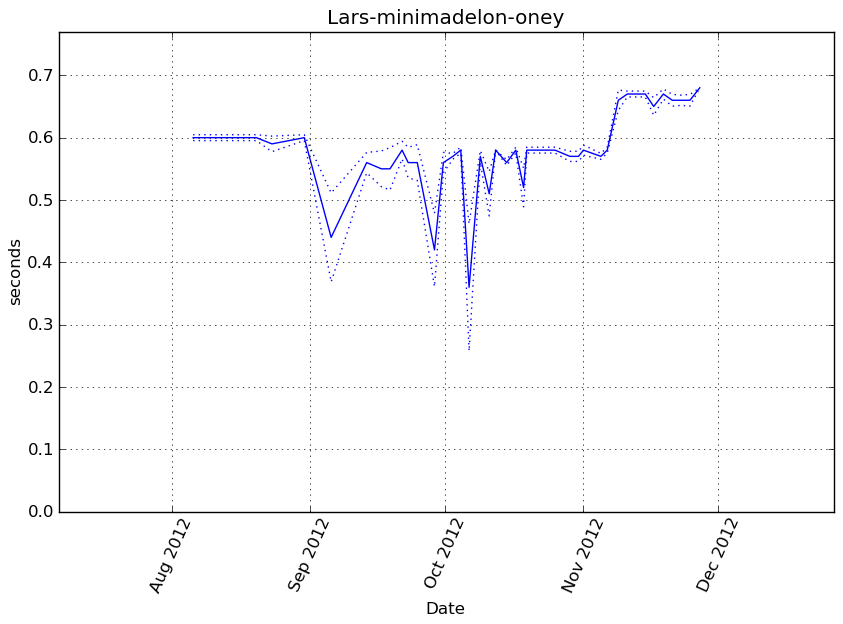 Lars-minimadelon-oney
0.7
0.6
0.5
0.4
0.3
0.2
0.1
0.0
seconds
Aug 2012
Sep 2012
Oct 2012
Nov 2012
Dec 2012
Date